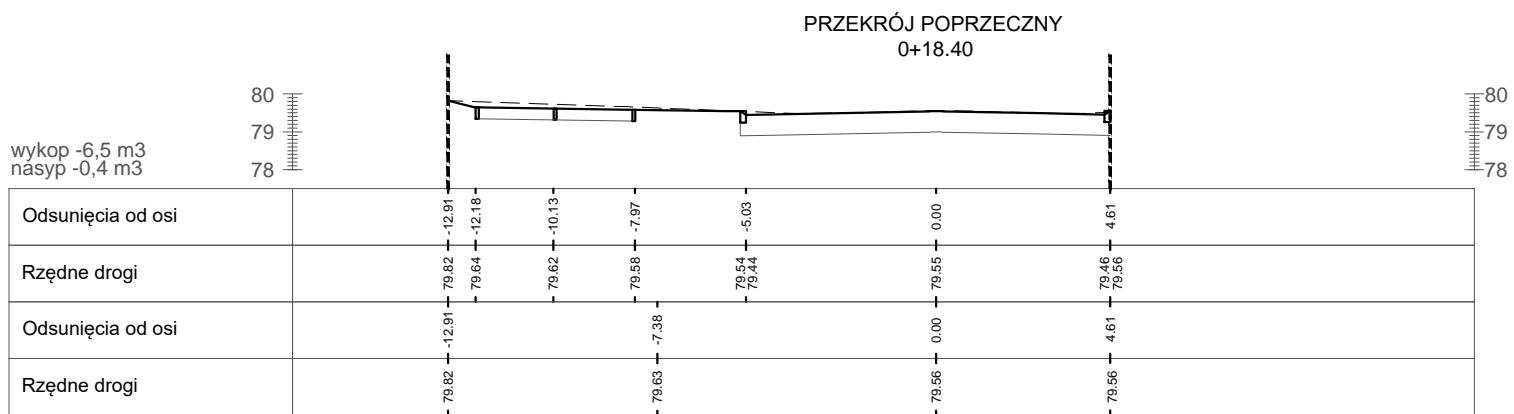 PRZEKRÓJ POPRZECZNY
0+18.40
80
79
78
80
79
78
wykop -6,5 m3
nasyp -0,4 m3
Odsunięcia od osi
-12.91 -12.18 -10.13 -7.97 -5.03 0.00 4.61
Rzędne drogi
79.82 79.64 79.62 79.58 79.54 79.44 79.55 79.46 79.56
Odsunięcia od osi
-12.91 -7.38 0.00 4.61
Rzędne drogi
79.82 79.63 79.56 79.56